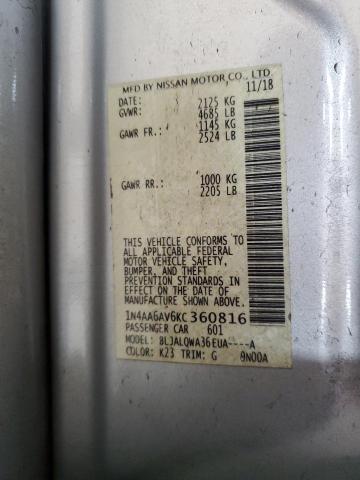 MFD BY NISSAN MOTOR CO., LTD.
DATE: 11/18
GVWR: 2125 KG
4685 LB
GAWR FR.: 1145 KG
2524 LB
GAWR RR.: 1000 KG
2205 LB
THIS VEHICLE CONFORMS TO
ALL APPLICABLE FEDERAL
MOTOR VEHICLE SAFETY,
BUMPER, AND THEFT
PREVENTION STANDARDS IN
EFFECT ON THE DATE OF
MANUFACTURE SHOWN ABOVE.
1N4AA6AV6KC360816
PASSENGER CAR 601
MODEL: BLJALQWA36EUA----A
COLOR: K23 TRIM: G 9N00A